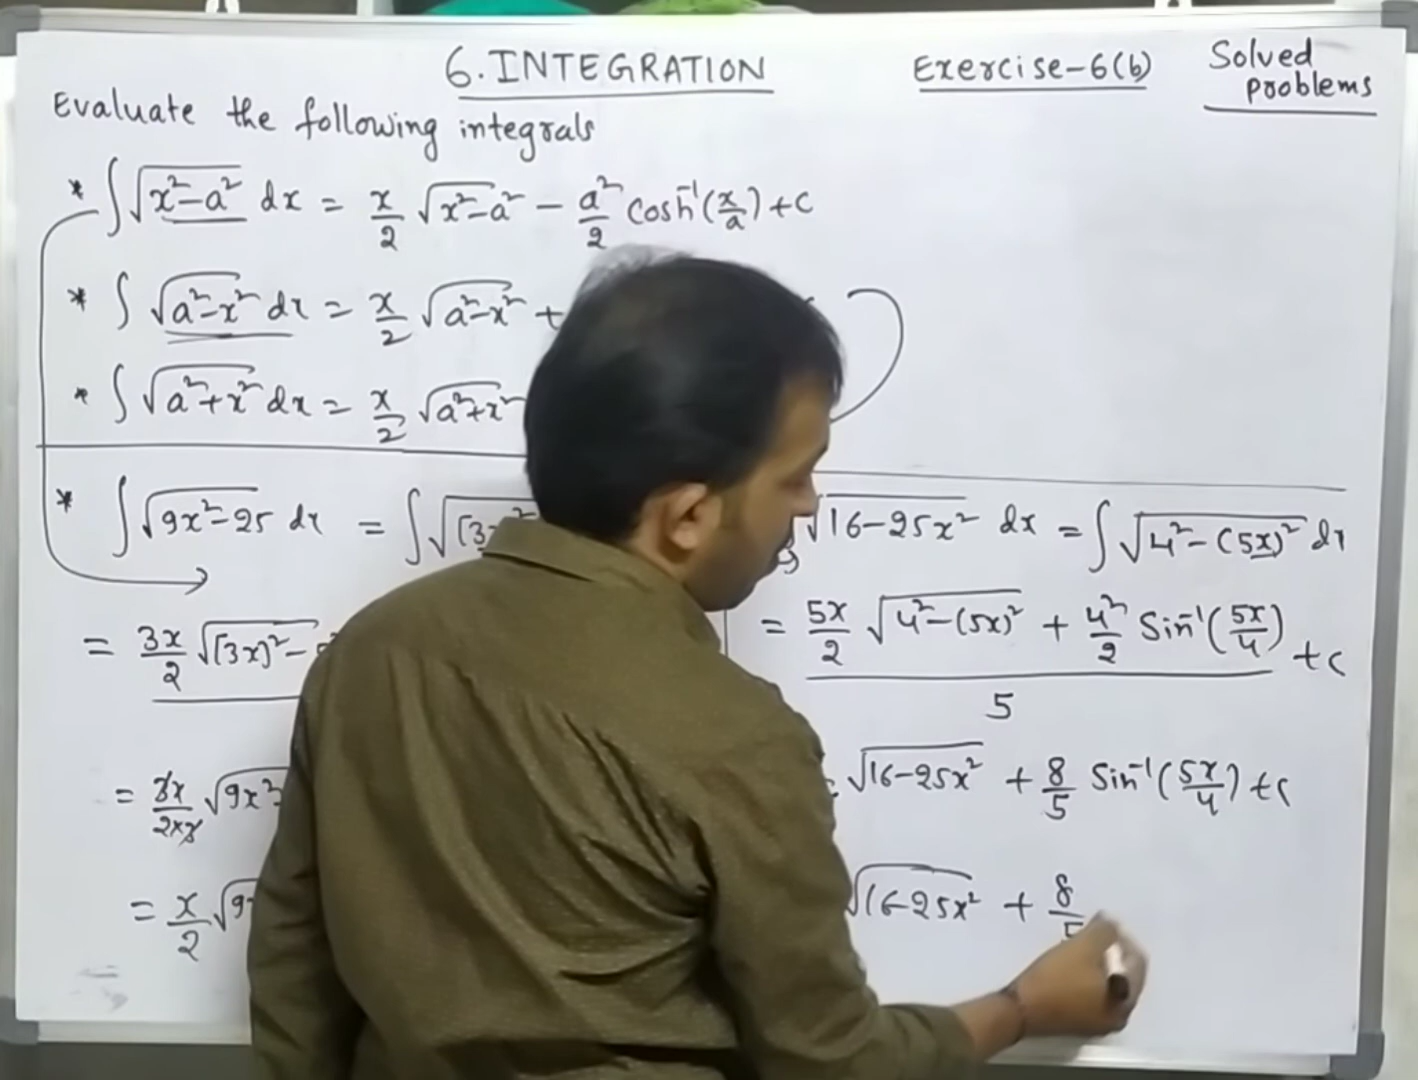 6. INTEGRATION
Exercise-6(b)
Solved problems
Evaluate the following integrals
* ∫√(x²-a²) dx = x/2 √(x²-a²) - a²/2 Cosh⁻¹(x/a)+c
* ∫√(a²-x²) dx = x/2 √(a²-x²) +
* ∫√(a²+x²) dx = x/2 √(a²+x²)
* ∫√(9x²-25) dx = ∫√((3x
= 3x/2 √((3x)²-
= 3x/2×3 √(9x²-
= x/2 √(9
√(16-25x²) dx = ∫√(4²-(5x)²) dx
= (5x/2 √(4²-(5x)²) + 4²/2 Sin⁻¹(5x/4))/5 + c
√(16-25x²) + 8/5 Sin⁻¹(5x/4)+c
√(16-25x²) + 8/5